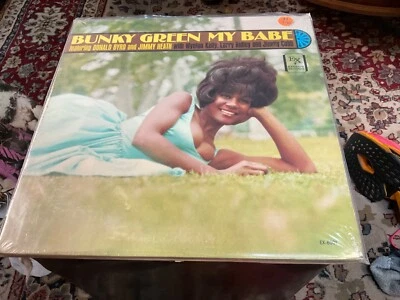 BUNKY GREEN MY BABE
featuring DONALD BYRD and JIMMY HEATH with Wynton Kelly, Larry Ridley and Jimmy Cobb